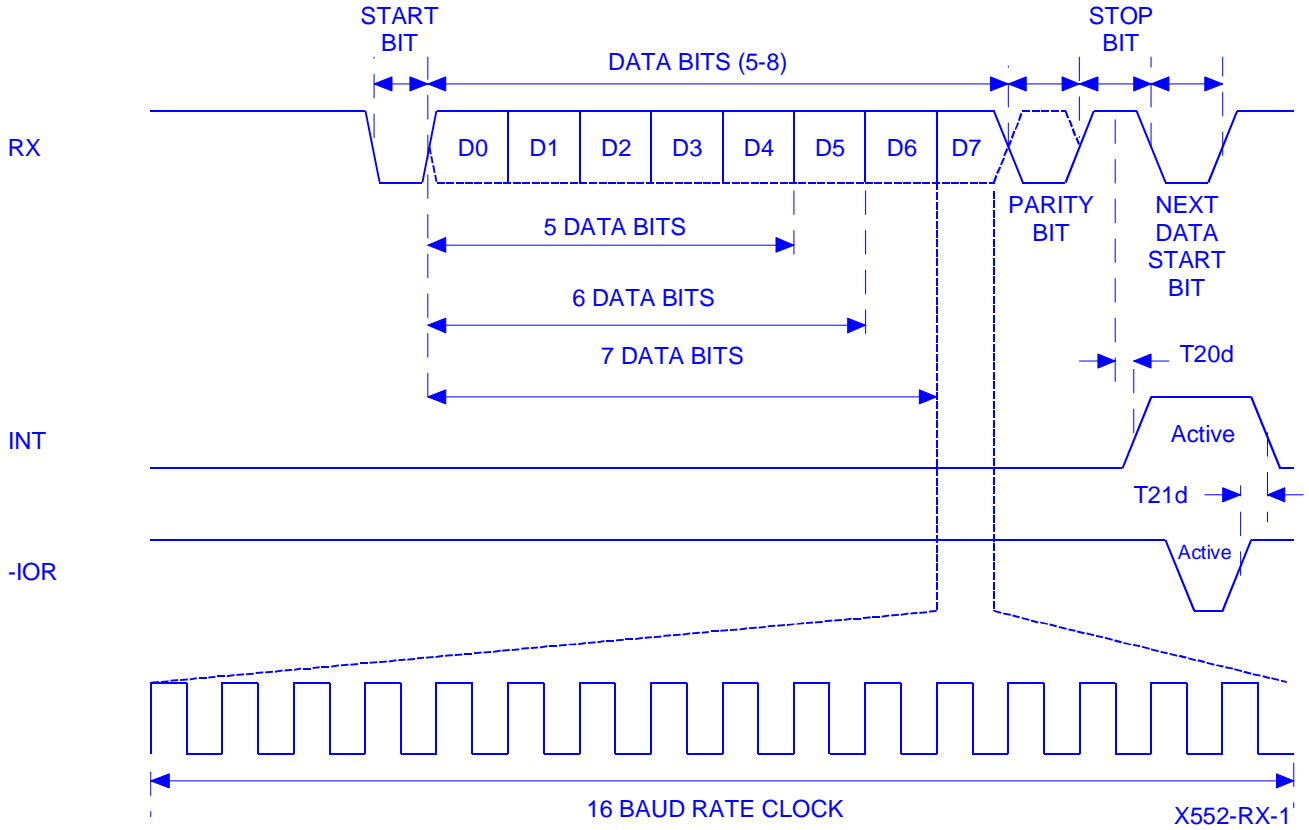 START
BIT
STOP
BIT
DATA BITS (5-8)
RX
D0 D1 D2 D3 D4 D5 D6 D7
PARITY
BIT
NEXT
DATA
START
BIT
5 DATA BITS
6 DATA BITS
7 DATA BITS
T20d
INT
Active
T21d
-IOR
Active
16 BAUD RATE CLOCK
X552-RX-1